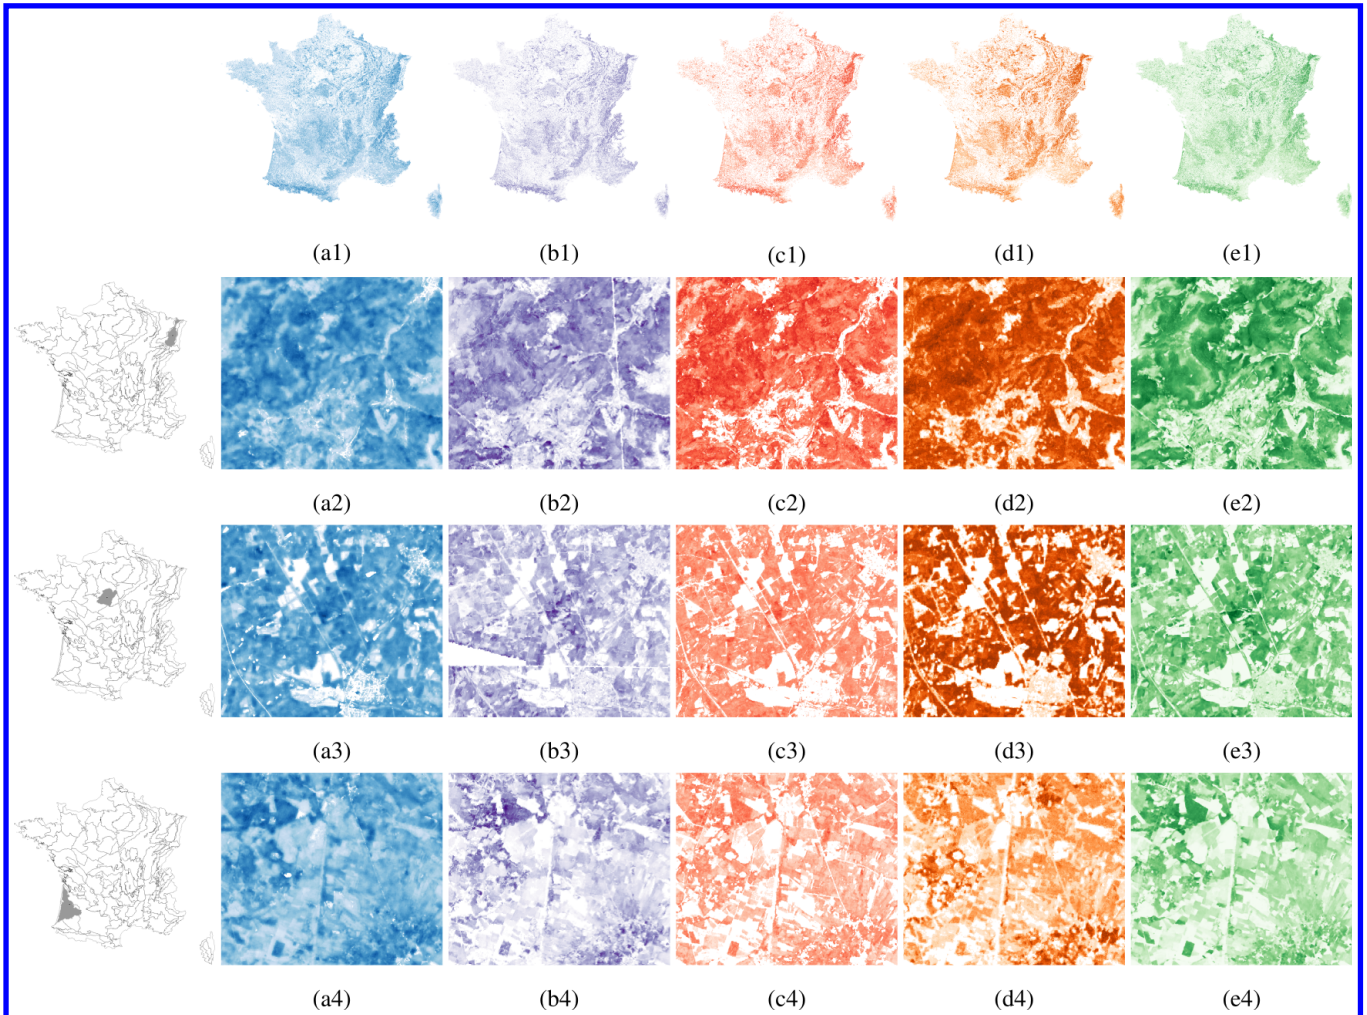 (a1) (b1) (c1) (d1) (e1)
(a2) (b2) (c2) (d2) (e2)
(a3) (b3) (c3) (d3) (e3)
(a4) (b4) (c4) (d4) (e4)